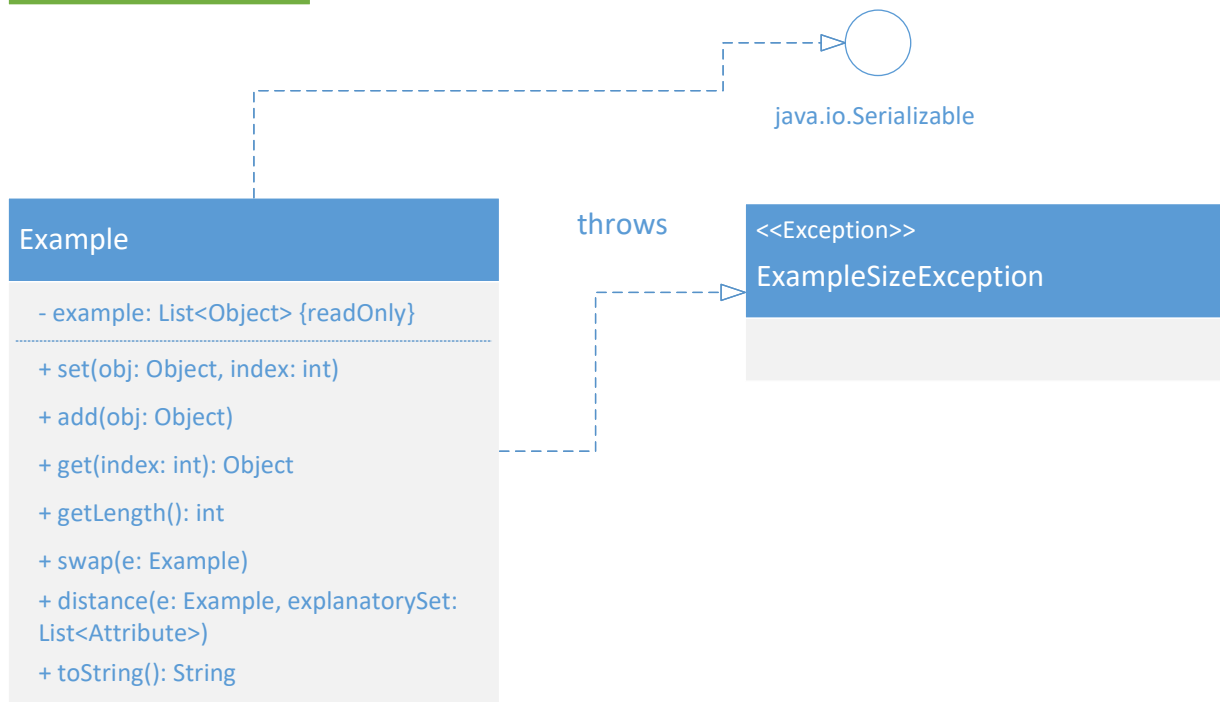 java.io.Serializable
Example
- example: List<Object> {readOnly}
+ set(obj: Object, index: int)
+ add(obj: Object)
+ get(index: int): Object
+ getLength(): int
+ swap(e: Example)
+ distance(e: Example, explanatorySet:
List<Attribute>)
+ toString(): String
throws
<<Exception>>
ExampleSizeException